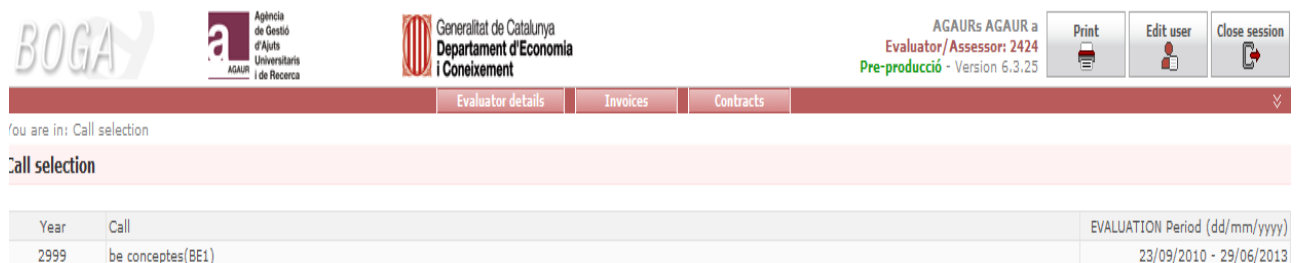 BOGA
Agència
de Gestió
d'Ajuts
Universitaris
i de Recerca
a
AGAUR
Generalitat de Catalunya
Departament d'Economia
i Coneixement
AGAURs AGAUR a
Evaluator/Assessor: 2424
Pre-producció - Version 6.3.25
Print
Edit user
Close session
Evaluator details Invoices Contracts
You are in: Call selection
Call selection
Year Call EVALUATION Period (dd/mm/yyyy)
2999 be conceptes(BE1) 23/09/2010 - 29/06/2013